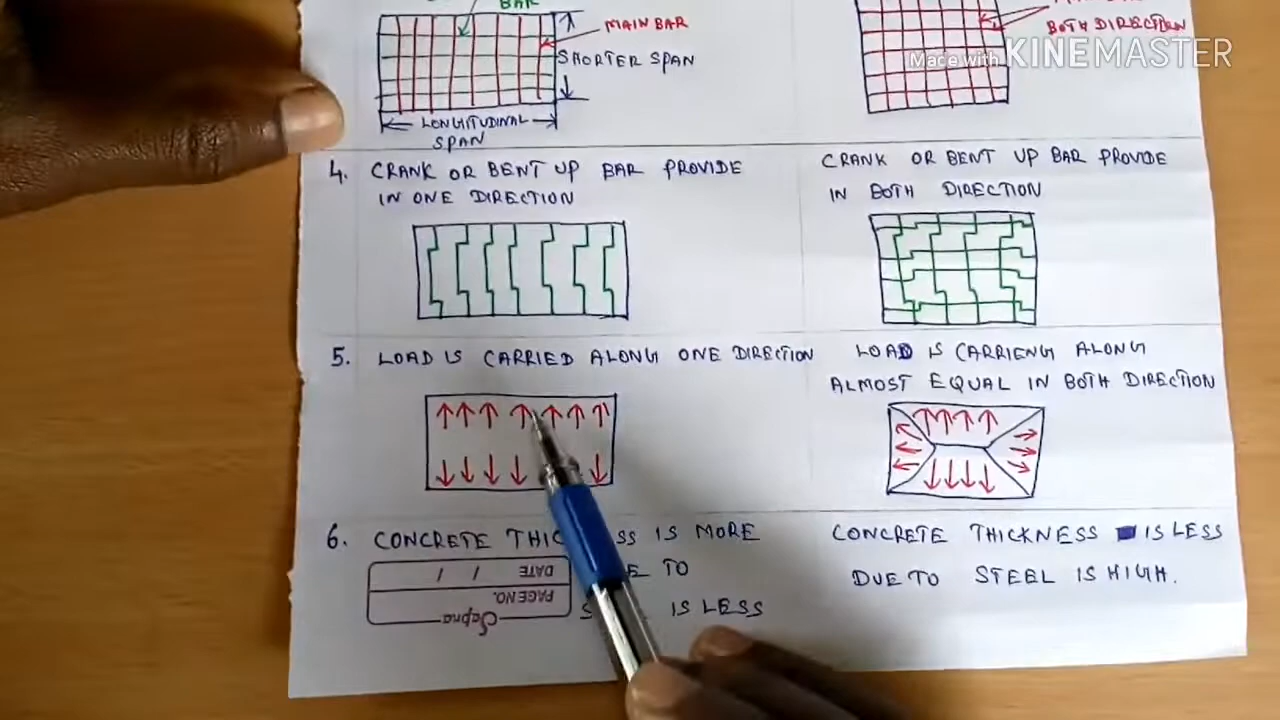 BAR
MAIN BAR
SHORTER SPAN
LONGITUDINAL
SPAN
BOTH DIRECTION
Made with KINEMASTER
4. CRANK OR BENT UP BAR PROVIDE
IN ONE DIRECTION
CRANK OR BENT UP BAR PROVIDE
IN BOTH DIRECTION
5. LOAD IS CARRIED ALONG ONE DIRECTION
LOAD IS CARRIENG ALONG
ALMOST EQUAL IN BOTH DIRECTION
6. CONCRETE IS MORE
TO
IS LESS
CONCRETE THICKNESS IS LESS
DUE TO STEEL IS HIGH.
DATE / /
PAGE NO.
Sapna